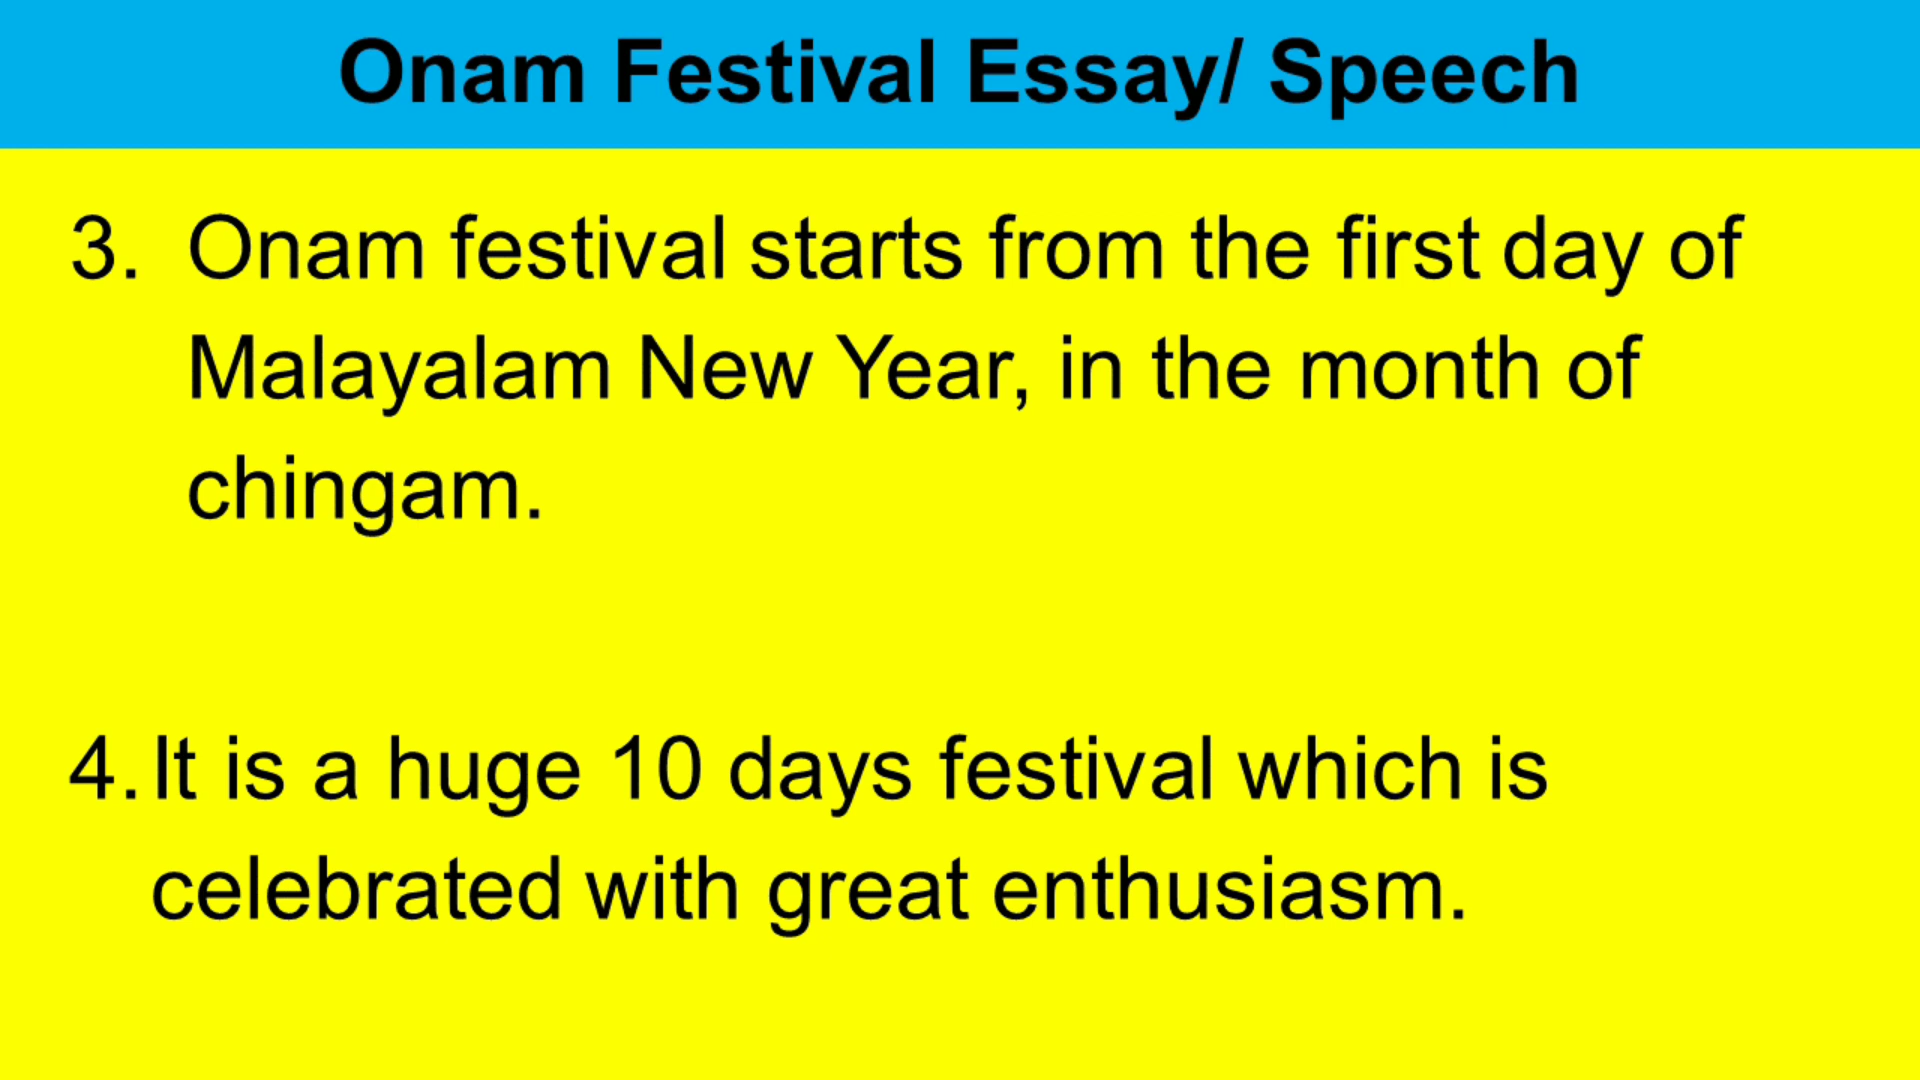 Onam Festival Essay/ Speech
3. Onam festival starts from the first day of
Malayalam New Year, in the month of
chingam.
4. It is a huge 10 days festival which is
celebrated with great enthusiasm.